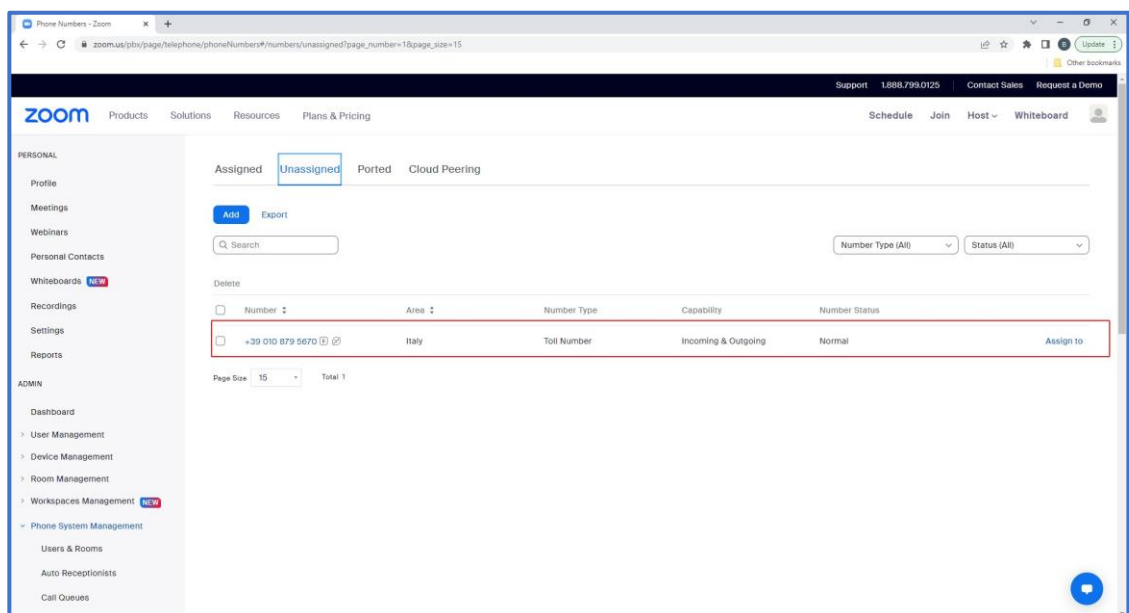 Phone Numbers - Zoom
zoom.us/pbx/page/telephone/phoneNumbers#/numbers/unassigned?page_number=1&page_size=15
B
Update
Other bookmarks
Support 1.888.799.0125 Contact Sales Request a Demo
zoom Products Solutions Resources Plans & Pricing Schedule Join Host Whiteboard
PERSONAL
Profile
Meetings
Webinars
Personal Contacts
Whiteboards NEW
Recordings
Settings
Reports
ADMIN
Dashboard
User Management
Device Management
Room Management
Workspaces Management NEW
Phone System Management
Users & Rooms
Auto Receptionists
Call Queues
Assigned Unassigned Ported Cloud Peering
Add Export
Search Number Type (All) Status (All)
Delete
Number Area Number Type Capability Number Status
+39 010 879 5670 Italy Toll Number Incoming & Outgoing Normal Assign to
Page Size 15 Total 1